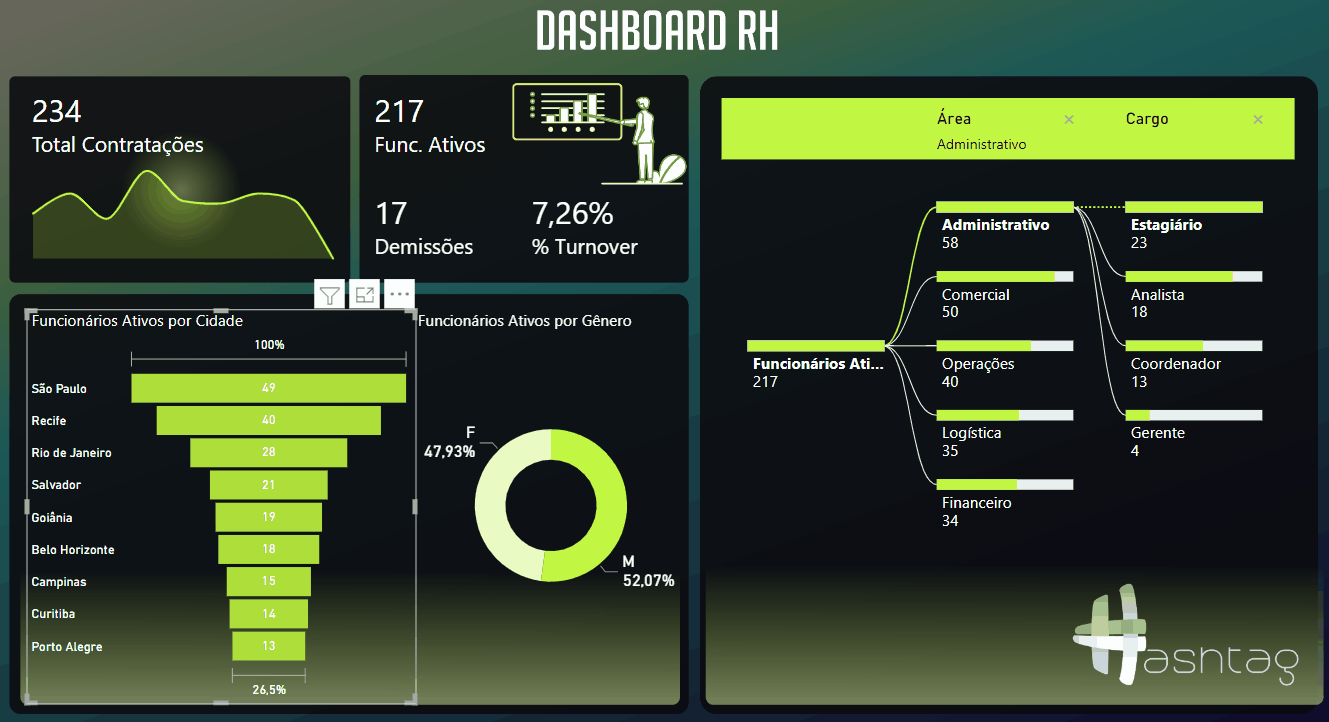 DASHBOARD RH
234
Total Contratações
217
Func. Ativos
17
Demissões
7,26%
% Turnover
Funcionários Ativos por Cidade
100%
São Paulo 49
Recife 40
Rio de Janeiro 28
Salvador 21
Goiânia 19
Belo Horizonte 18
Campinas 15
Curitiba 14
Porto Alegre 13
26,5%
Funcionários Ativos por Gênero
F
47,93%
M
52,07%
Área
Administrativo
Cargo
Funcionários Ati...
217
Administrativo
58
Comercial
50
Operações
40
Logística
35
Financeiro
34
Estagiário
23
Analista
18
Coordenador
13
Gerente
4
Hashtag